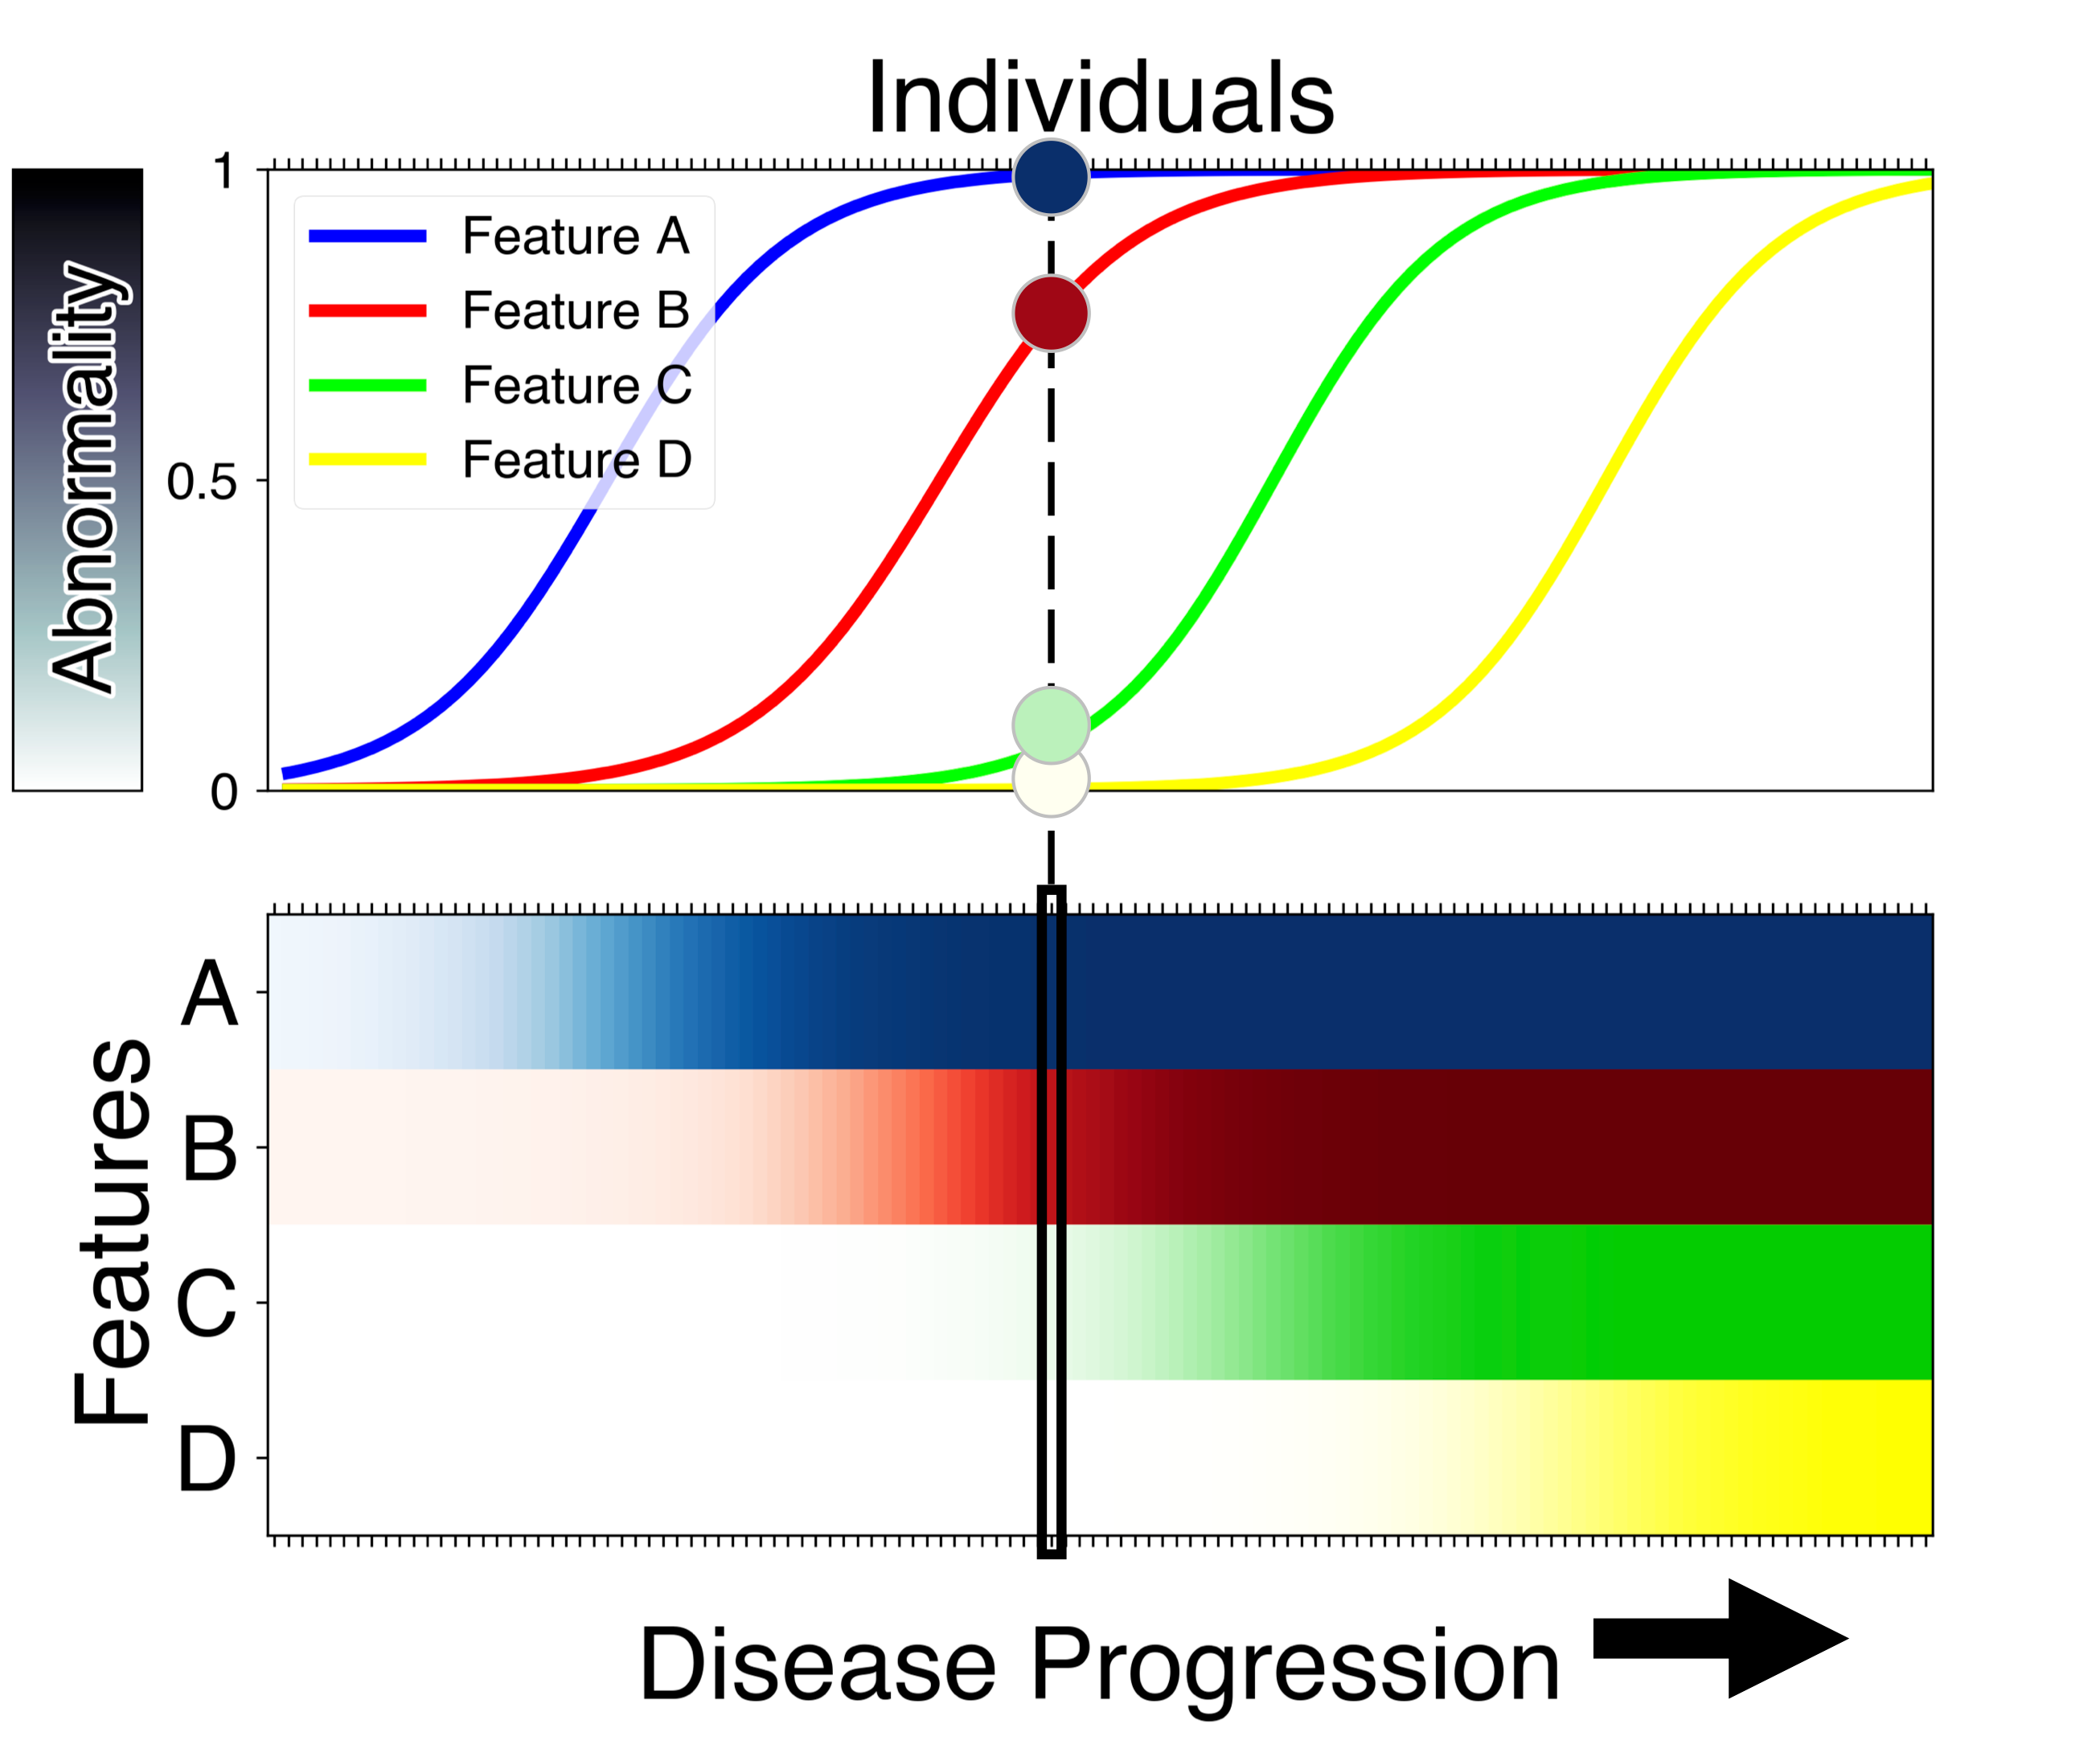 Individuals
Abnormality
1
0.5
0
Feature A
Feature B
Feature C
Feature D
Features
A
B
C
D
Disease Progression